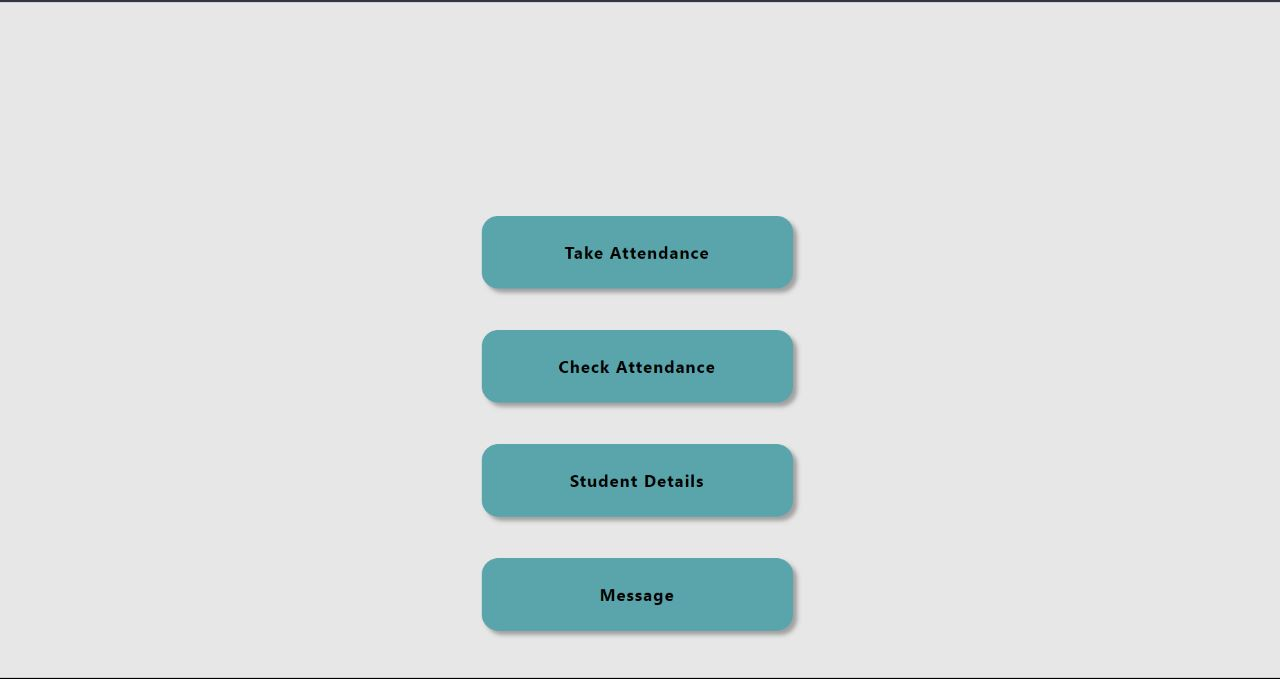 Take Attendance
Check Attendance
Student Details
Message